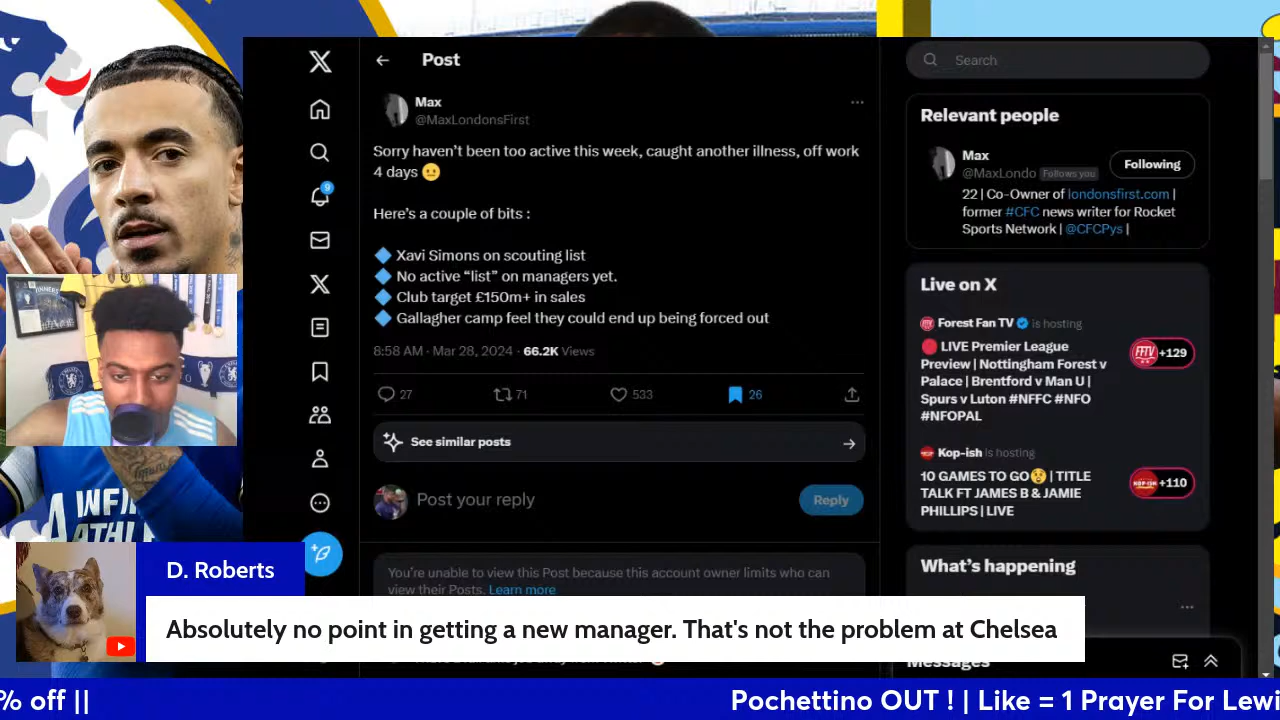 Post
Search
Max
@MaxLondonsFirst
Sorry haven't been too active this week, caught another illness, off work
4 days 😐
Here's a couple of bits :
🔷 Xavi Simons on scouting list
🔷 No active “list” on managers yet.
🔷 Club target £150m+ in sales
🔷 Gallagher camp feel they could end up being forced out
8:58 AM · Mar 28, 2024 · 66.2K Views
27 71 533 26
See similar posts
Post your reply
Reply
You're unable to view this Post because this account owner limits who can
view their Posts. Learn more
Relevant people
Max
@MaxLondo Follows you
Following
22 | Co-Owner of londonsfirst.com |
former #CFC news writer for Rocket
Sports Network | @CFCPys |
Live on X
Forest Fan TV is hosting
🔴 LIVE Premier League
Preview | Nottingham Forest v
Palace | Brentford v Man U |
Spurs v Luton #NFFC #NFO
#NFOPAL
+129
Kop-ish is hosting
10 GAMES TO GO😲 | TITLE
TALK FT JAMES B & JAMIE
PHILLIPS | LIVE
+110
What's happening
Messages
9
INFIN
ATHL
D. Roberts
Absolutely no point in getting a new manager. That's not the problem at Chelsea
% off ||
Pochettino OUT ! | Like = 1 Prayer For Lewi